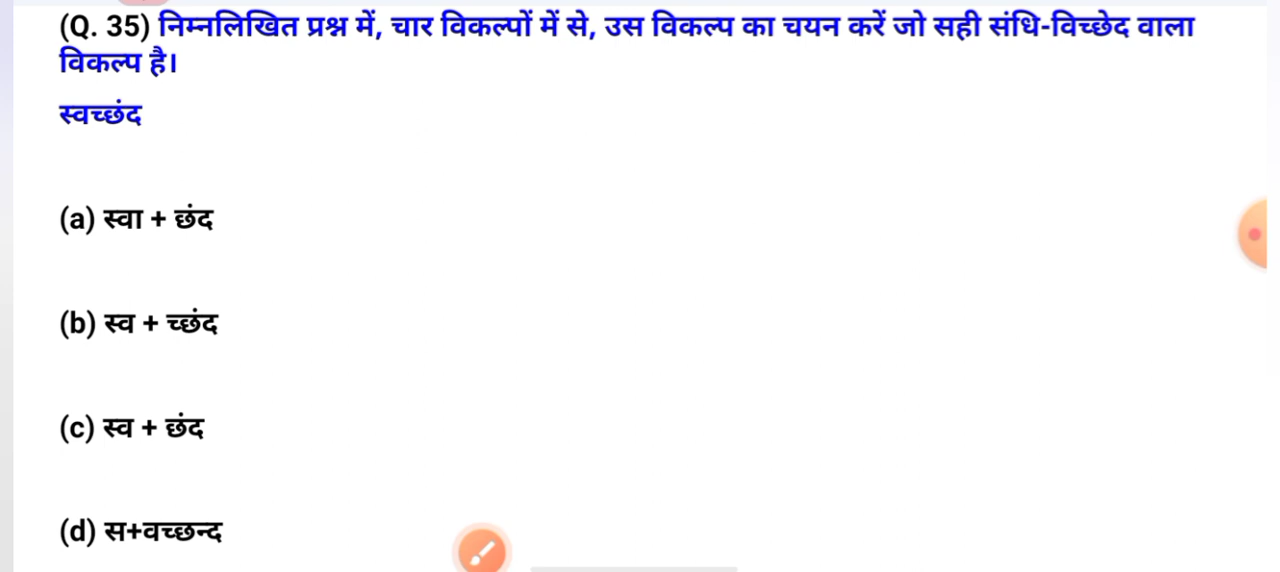 (Q. 35) निम्नलिखित प्रश्न में, चार विकल्पों में से, उस विकल्प का चयन करें जो सही संधि-विच्छेद वाला
विकल्प है।
स्वच्छंद
(a) स्वा + छंद
(b) स्व + च्छंद
(c) स्व + छंद
(d) स+वच्छन्द